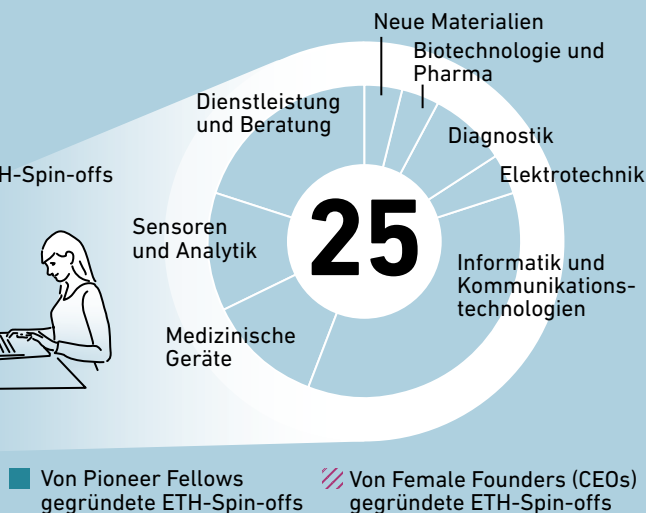 Neue Materialien
Biotechnologie und
Pharma
Dienstleistung
und Beratung
Diagnostik
H-Spin-offs
Elektrotechnik
Sensoren
und Analytik
25
Informatik und
Kommunikations-
technologien
Medizinische
Geräte
Von Pioneer Fellows
gegründete ETH-Spin-offs
Von Female Founders (CEOs)
gegründete ETH-Spin-offs